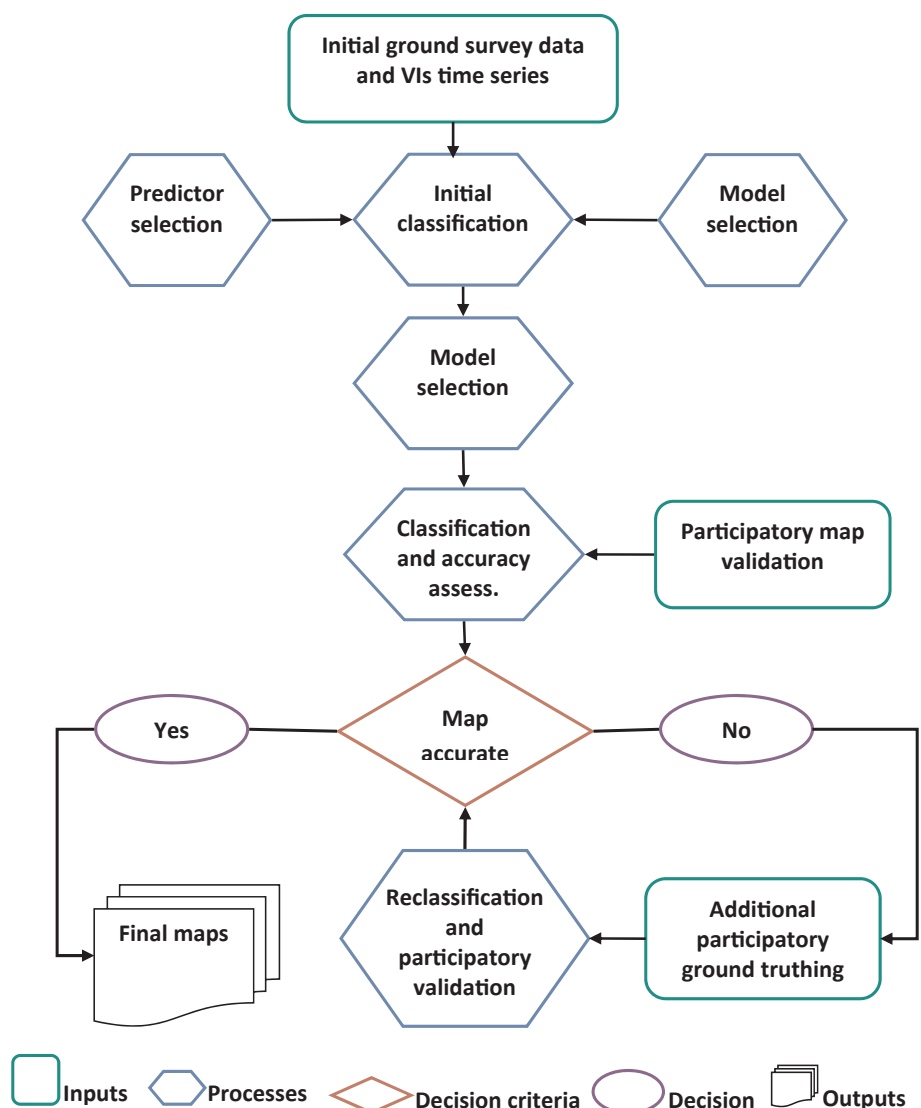 Initial ground survey data
and VIs time series
Predictor
selection
Initial
classification
Model
selection
Model
selection
Classification
and accuracy
assess.
Participatory map
validation
Yes
Map
accurate
No
Final maps
Reclassification
and
participatory
validation
Additional
participatory
ground truthing
Inputs
Processes
Decision criteria
Decision
Outputs